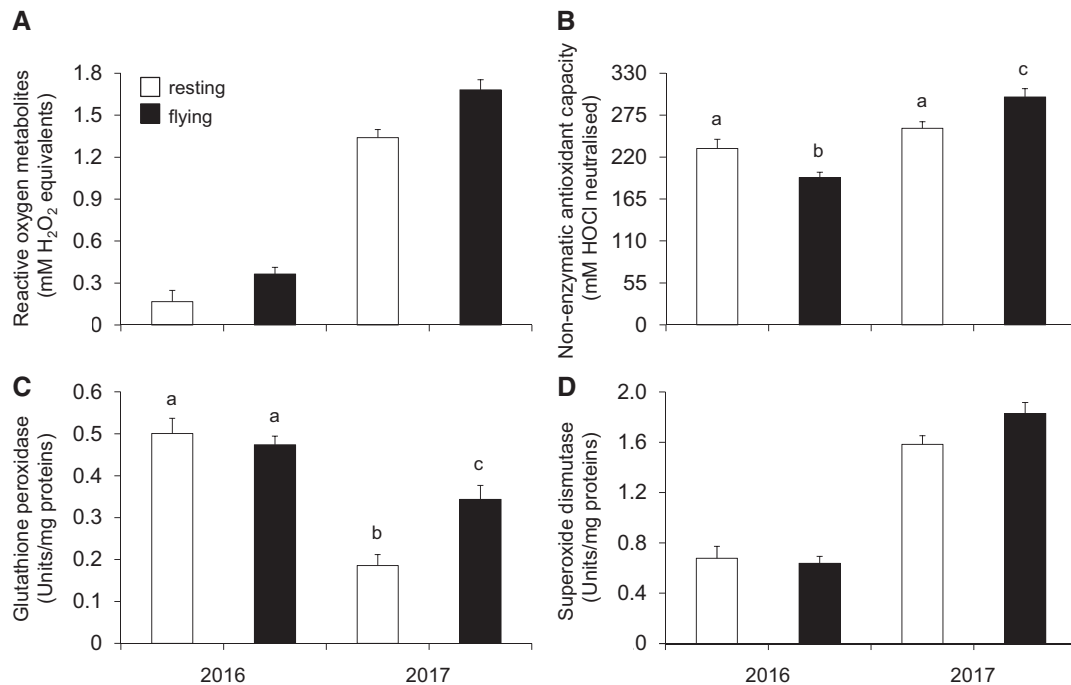 A
Reactive oxygen metabolites
(mM H₂O₂ equivalents)
1.8
1.5
1.2
0.9
0.6
0.3
0
resting
flying
B
Non-enzymatic antioxidant capacity
(mM HOCl neutralised)
330
275
220
165
110
55
0
a
b
a
c
C
Glutathione peroxidase
(Units/mg proteins)
0.6
0.5
0.4
0.3
0.2
0.1
0
a
a
b
c
2016
2017
D
Superoxide dismutase
(Units/mg proteins)
2.0
1.6
1.2
0.8
0.4
0
2016
2017